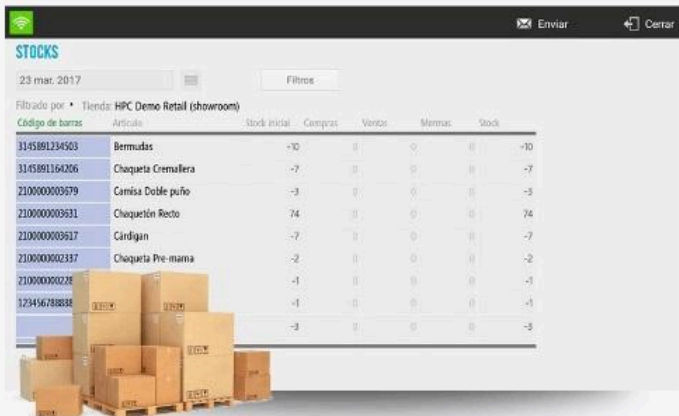 Enviar
Cerrar
STOCKS
23 mar. 2017
Filtros
Filtrado por • Tienda: HPC Demo Retail (showroom)
Código de barras Artículo Stock inicial Compras Ventas Mermas Stock
3145891234503 Bermudas -10 0 0 0 -10
3145891164206 Chaqueta Cremallera -7 0 0 0 -7
2100000003679 Camisa Doble puño -3 0 0 0 -3
2100000003631 Chaquetón Recto 74 0 0 0 74
2100000003617 Cárdigan -7 0 0 0 -7
2100000002337 Chaqueta Pre-mama -2 0 0 0 -2
-1 0 0 0 -1
-1 0 0 0 -1
-3 0 0 0 -3